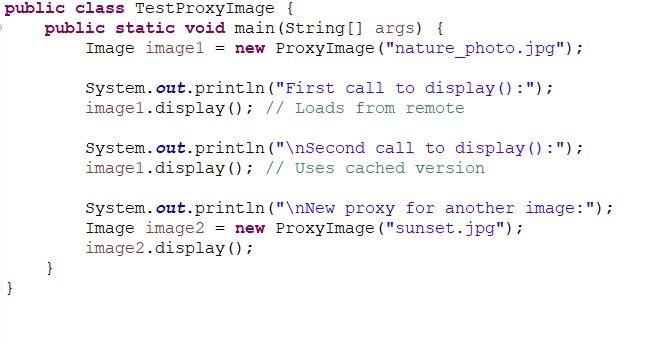 public class TestProxyImage {
    public static void main(String[] args) {
        Image image1 = new ProxyImage("nature_photo.jpg");

        System.out.println("First call to display():");
        image1.display(); // Loads from remote

        System.out.println("\nSecond call to display():");
        image1.display(); // Uses cached version

        System.out.println("\nNew proxy for another image:");
        Image image2 = new ProxyImage("sunset.jpg");
        image2.display();
    }
}